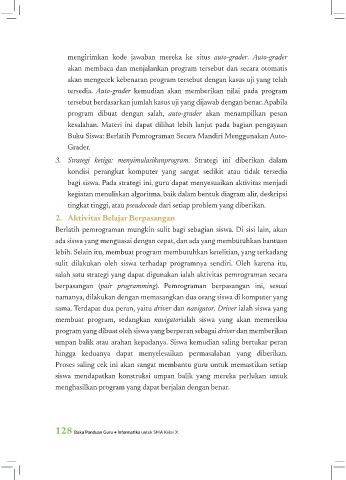 mengirimkan kode jawaban mereka ke situs auto-grader. Auto-grader
akan membaca dan menjalankan program tersebut dan secara otomatis
akan mengecek kebenaran program tersebut dengan kasus uji yang telah
tersedia. Auto-grader kemudian akan memberikan nilai pada program
tersebut berdasarkan jumlah kasus uji yang dijawab dengan benar. Apabila
program dibuat dengan salah, auto-grader akan menampilkan pesan
kesalahan. Materi ini dapat dilihat lebih lanjut pada bagian pengayaan
Buku Siswa: Berlatih Pemrograman Secara Mandiri Menggunakan Auto-
Grader.
3. Strategi ketiga: menyimulasikanprogram. Strategi ini diberikan dalam
kondisi perangkat komputer yang sangat sedikit atau tidak tersedia
bagi siswa. Pada strategi ini, guru dapat menyesuaikan aktivitas menjadi
kegiatan menuliskan algoritma, baik dalam bentuk diagram alir, deskripsi
tingkat tinggi, atau pseudocode dari setiap problem yang diberikan.
2. Aktivitas Belajar Berpasangan
Berlatih pemrograman mungkin sulit bagi sebagian siswa. Di sisi lain, akan
ada siswa yang menguasai dengan cepat, dan ada yang membutuhkan bantuan
lebih. Selain itu, membuat program membutuhkan ketelitian, yang terkadang
sulit dilakukan oleh siswa terhadap programnya sendiri. Oleh karena itu,
salah satu strategi yang dapat digunakan ialah aktivitas pemrograman secara
berpasangan (pair programming). Pemrograman berpasangan ini, sesuai
namanya, dilakukan dengan memasangkan dua orang siswa di komputer yang
sama. Terdapat dua peran, yaitu driver dan navigator. Driver ialah siswa yang
membuat program, sedangkan navigatorialah siswa yang akan memeriksa
program yang dibuat oleh siswa yang berperan sebagai driver dan memberikan
umpan balik atau arahan kepadanya. Siswa kemudian saling bertukar peran
hingga keduanya dapat menyelesaikan permasalahan yang diberikan.
Proses saling cek ini akan sangat membantu guru untuk memastikan setiap
siswa mendapatkan konstruksi umpan balik yang mereka perlukan untuk
menghasilkan program yang dapat berjalan dengan benar.
128 Buku Panduan Guru • Informatika untuk SMA Kelas X